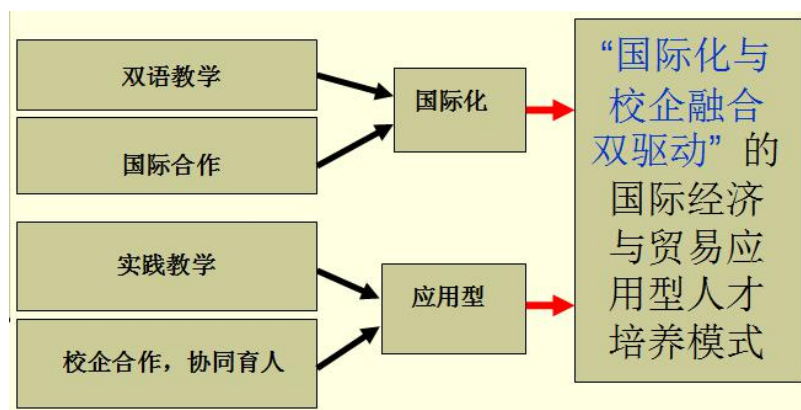 双语教学
国际合作
国际化
实践教学
校企合作，协同育人
应用型
“国际化与
校企融合
双驱动”的
国际经济
与贸易应
用型人才
培养模式